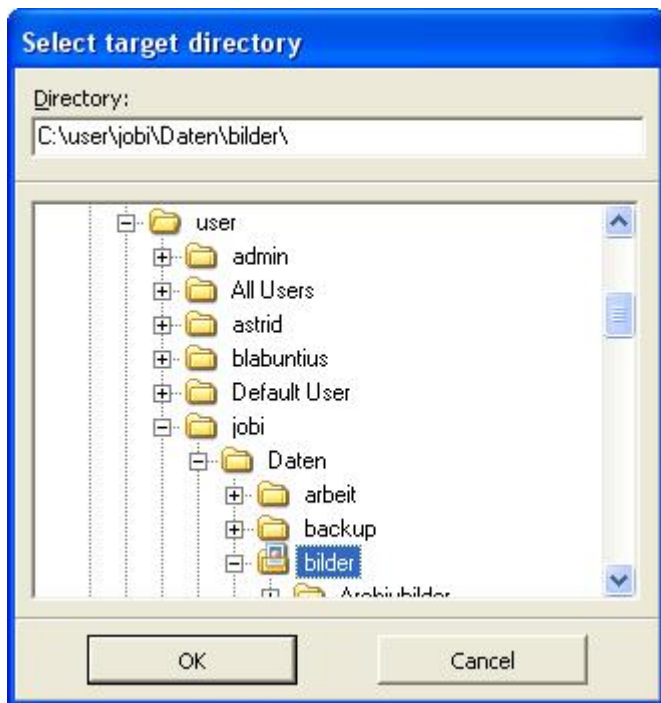 Select target directory
Directory:
C:\user\jobi\Daten\bilder\
user
admin
All Users
astrid
blabuntius
Default User
jobi
Daten
arbeit
backup
bilder
Archivbilder
OK
Cancel